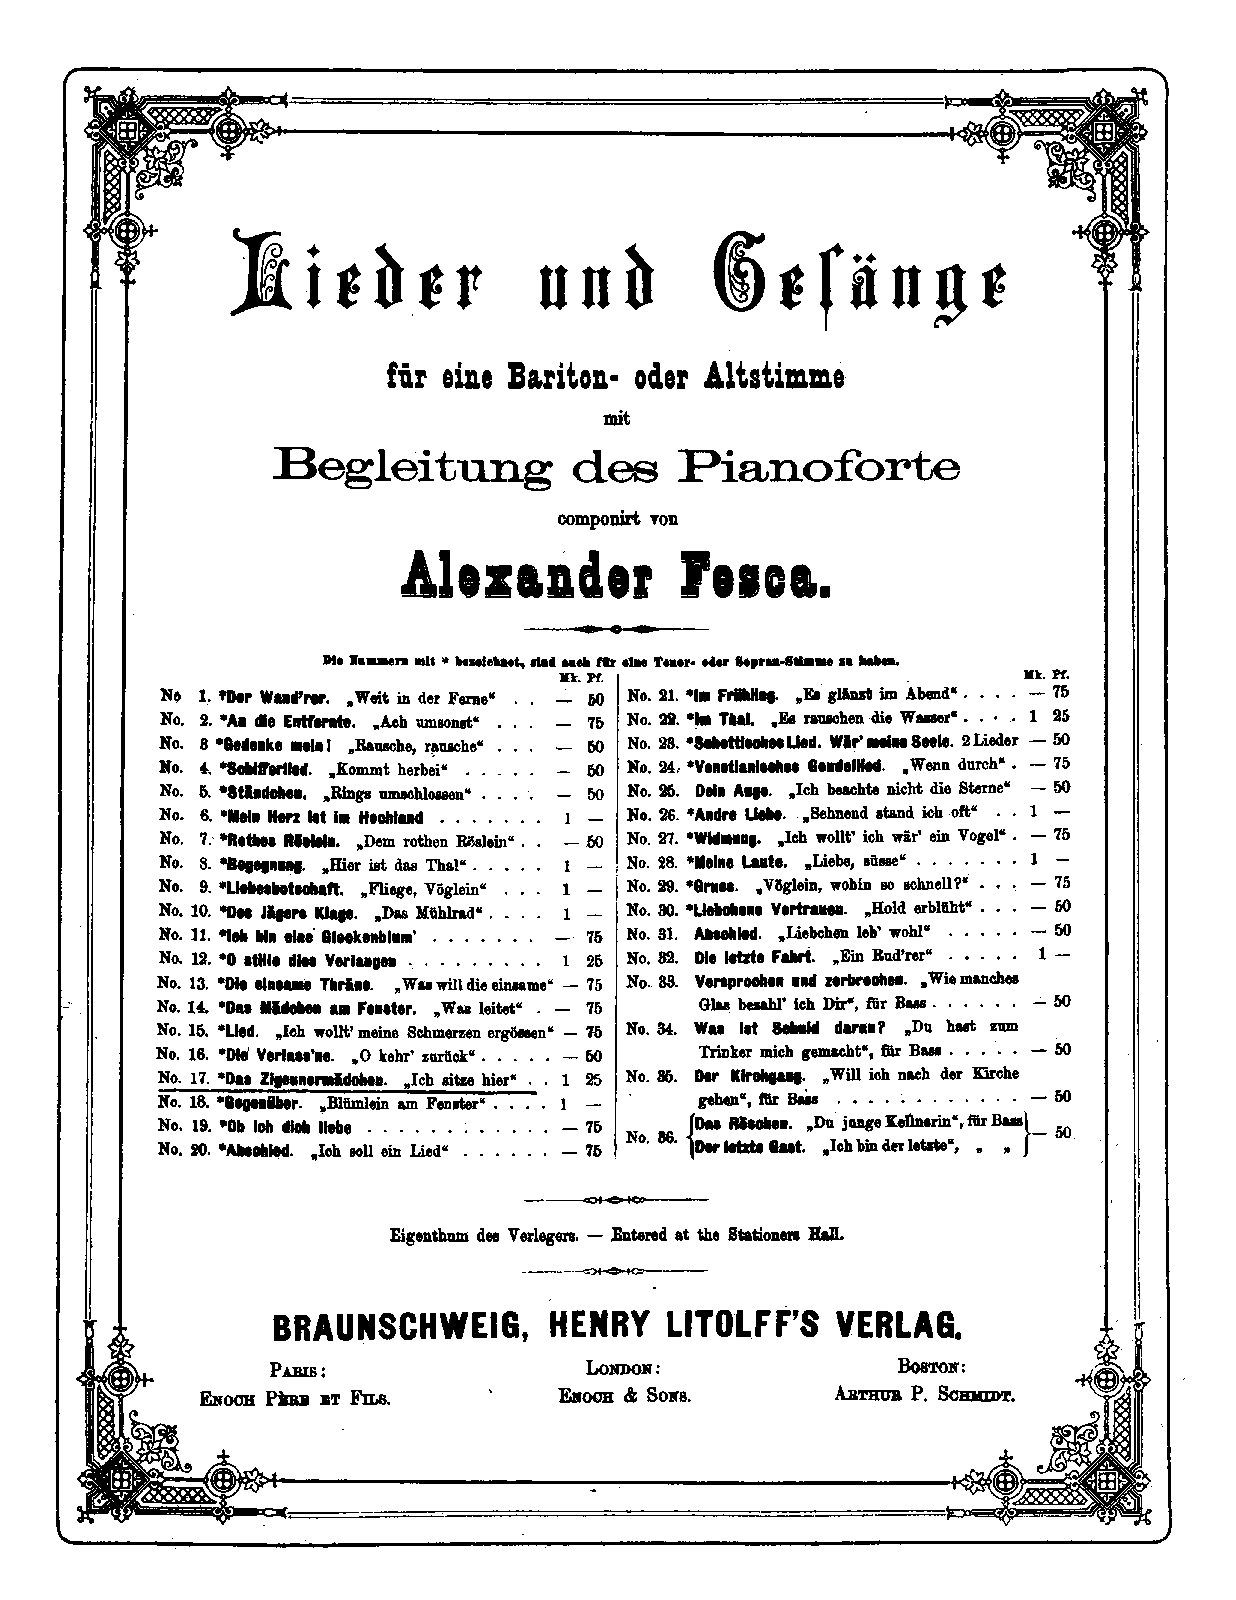 Lieder und Gesänge
für eine Bariton- oder Altstimme
mit
Begleitung des Pianoforte
componirt von
Alexander Fesca.
Die Nummern mit * bezeichnet, sind auch für eine Tenor- oder Sopran-Stimme zu haben.
Mk. Pf.
No 1. *Der Wand'rer. „Weit in der Ferne“ . . — 50
No. 2. *An die Entfernte. „Ach umsonst“ . . . — 75
No. 3 *Gedenke mein! „Rausche, rausche“ . . . — 50
No. 4. *Schifferlied. „Kommt herbei“ . . . . . — 50
No. 5. *Ständchen. „Rings umschlossen“ . . . . — 50
No. 6. *Mein Herz ist im Hochland . . . . . . . 1 —
No. 7. *Rothes Röslein. „Dem rothen Röslein“ . . — 50
No. 8. *Begegnung. „Hier ist das Thal“ . . . . . 1 —
No. 9. *Liebesbotschaft. „Fliege, Vöglein“ . . . 1 —
No. 10. *Des Jägers Klage. „Das Mühlrad“ . . . . 1 —
No. 11. *Ich bin eine Glockenblum' . . . . . . . — 75
No. 12. *O stille dies Verlangen . . . . . . . . . 1 25
No. 13. *Die einsame Thräne. „Was will die einsame“ — 75
No. 14. *Das Mädchen am Fenster. „Was leitet“ . — 75
No. 15. *Lied. „Ich wollt' meine Schmerzen ergössen“ — 75
No. 16. *Die Verlass'ne. „O kehr' zurück“ . . . . . — 50
No. 17. *Das Zigeunermädchen. „Ich sitze hier“ . . 1 25
No. 18. *Gegenüber. „Blümlein am Fenster“ . . . . 1 —
No. 19. *Ob ich dich liebe . . . . . . . . . . . . — 75
No. 20. *Abschied. „Ich soll ein Lied“ . . . . . . — 75
Mk. Pf.
No. 21. *Im Frühling. „Es glänzt im Abend“ . . . . — 75
No. 22. *Im Thal. „Es rauschen die Wasser“ . . . . 1 25
No. 23. *Schottisches Lied. Wär' meine Seele. 2 Lieder — 50
No. 24. *Venetianisches Gondellied. „Wenn durch“ . — 75
No. 25. Dein Auge. „Ich beachte nicht die Sterne“ — 50
No. 26. *Andre Liebe. „Sehnend stand ich oft“ . . 1 —
No. 27. *Widmung. „Ich wollt' ich wär' ein Vogel“ . — 75
No. 28. *Meine Laute. „Liebe, süsse“ . . . . . . . 1 —
No. 29. *Gruss. „Vöglein, wohin so schnell?“ . . . — 75
No. 30. *Liebchens Vertrauen. „Hold erblüht“ . . . — 50
No. 31. Abschied. „Liebchen leb' wohl“ . . . . . — 50
No. 32. Die letzte Fahrt. „Ein Rud'rer“ . . . . . 1 —
No. 33. Versprochen und zerbrochen. „Wie manches
Glas bezahl' ich Dir“, für Bass . . . . . . — 50
No. 34. Was ist Schuld daran? „Du hast zum
Trinker mich gemacht“, für Bass . . . . . — 50
No. 35. Der Kirchgang. „Will ich nach der Kirche
gehen“, für Bass . . . . . . . . . . . . — 50
No. 36. {Das Röschen. „Du junge Kellnerin“, für Bass} — 50
{Der letzte Gast. „Ich bin der letzte“, „ „}
Eigenthum des Verlegers. — Entered at the Stationers Hall.
BRAUNSCHWEIG, HENRY LITOLFF'S VERLAG.
PARIS: LONDON: BOSTON:
ENOCH PÈRE ET FILS. ENOCH & SONS. ARTHUR P. SCHMIDT.